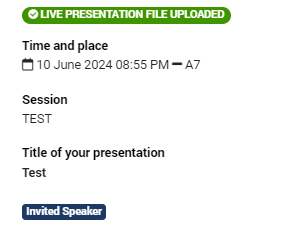 LIVE PRESENTATION FILE UPLOADED
Time and place
10 June 2024 08:55 PM — A7
Session
TEST
Title of your presentation
Test
Invited Speaker